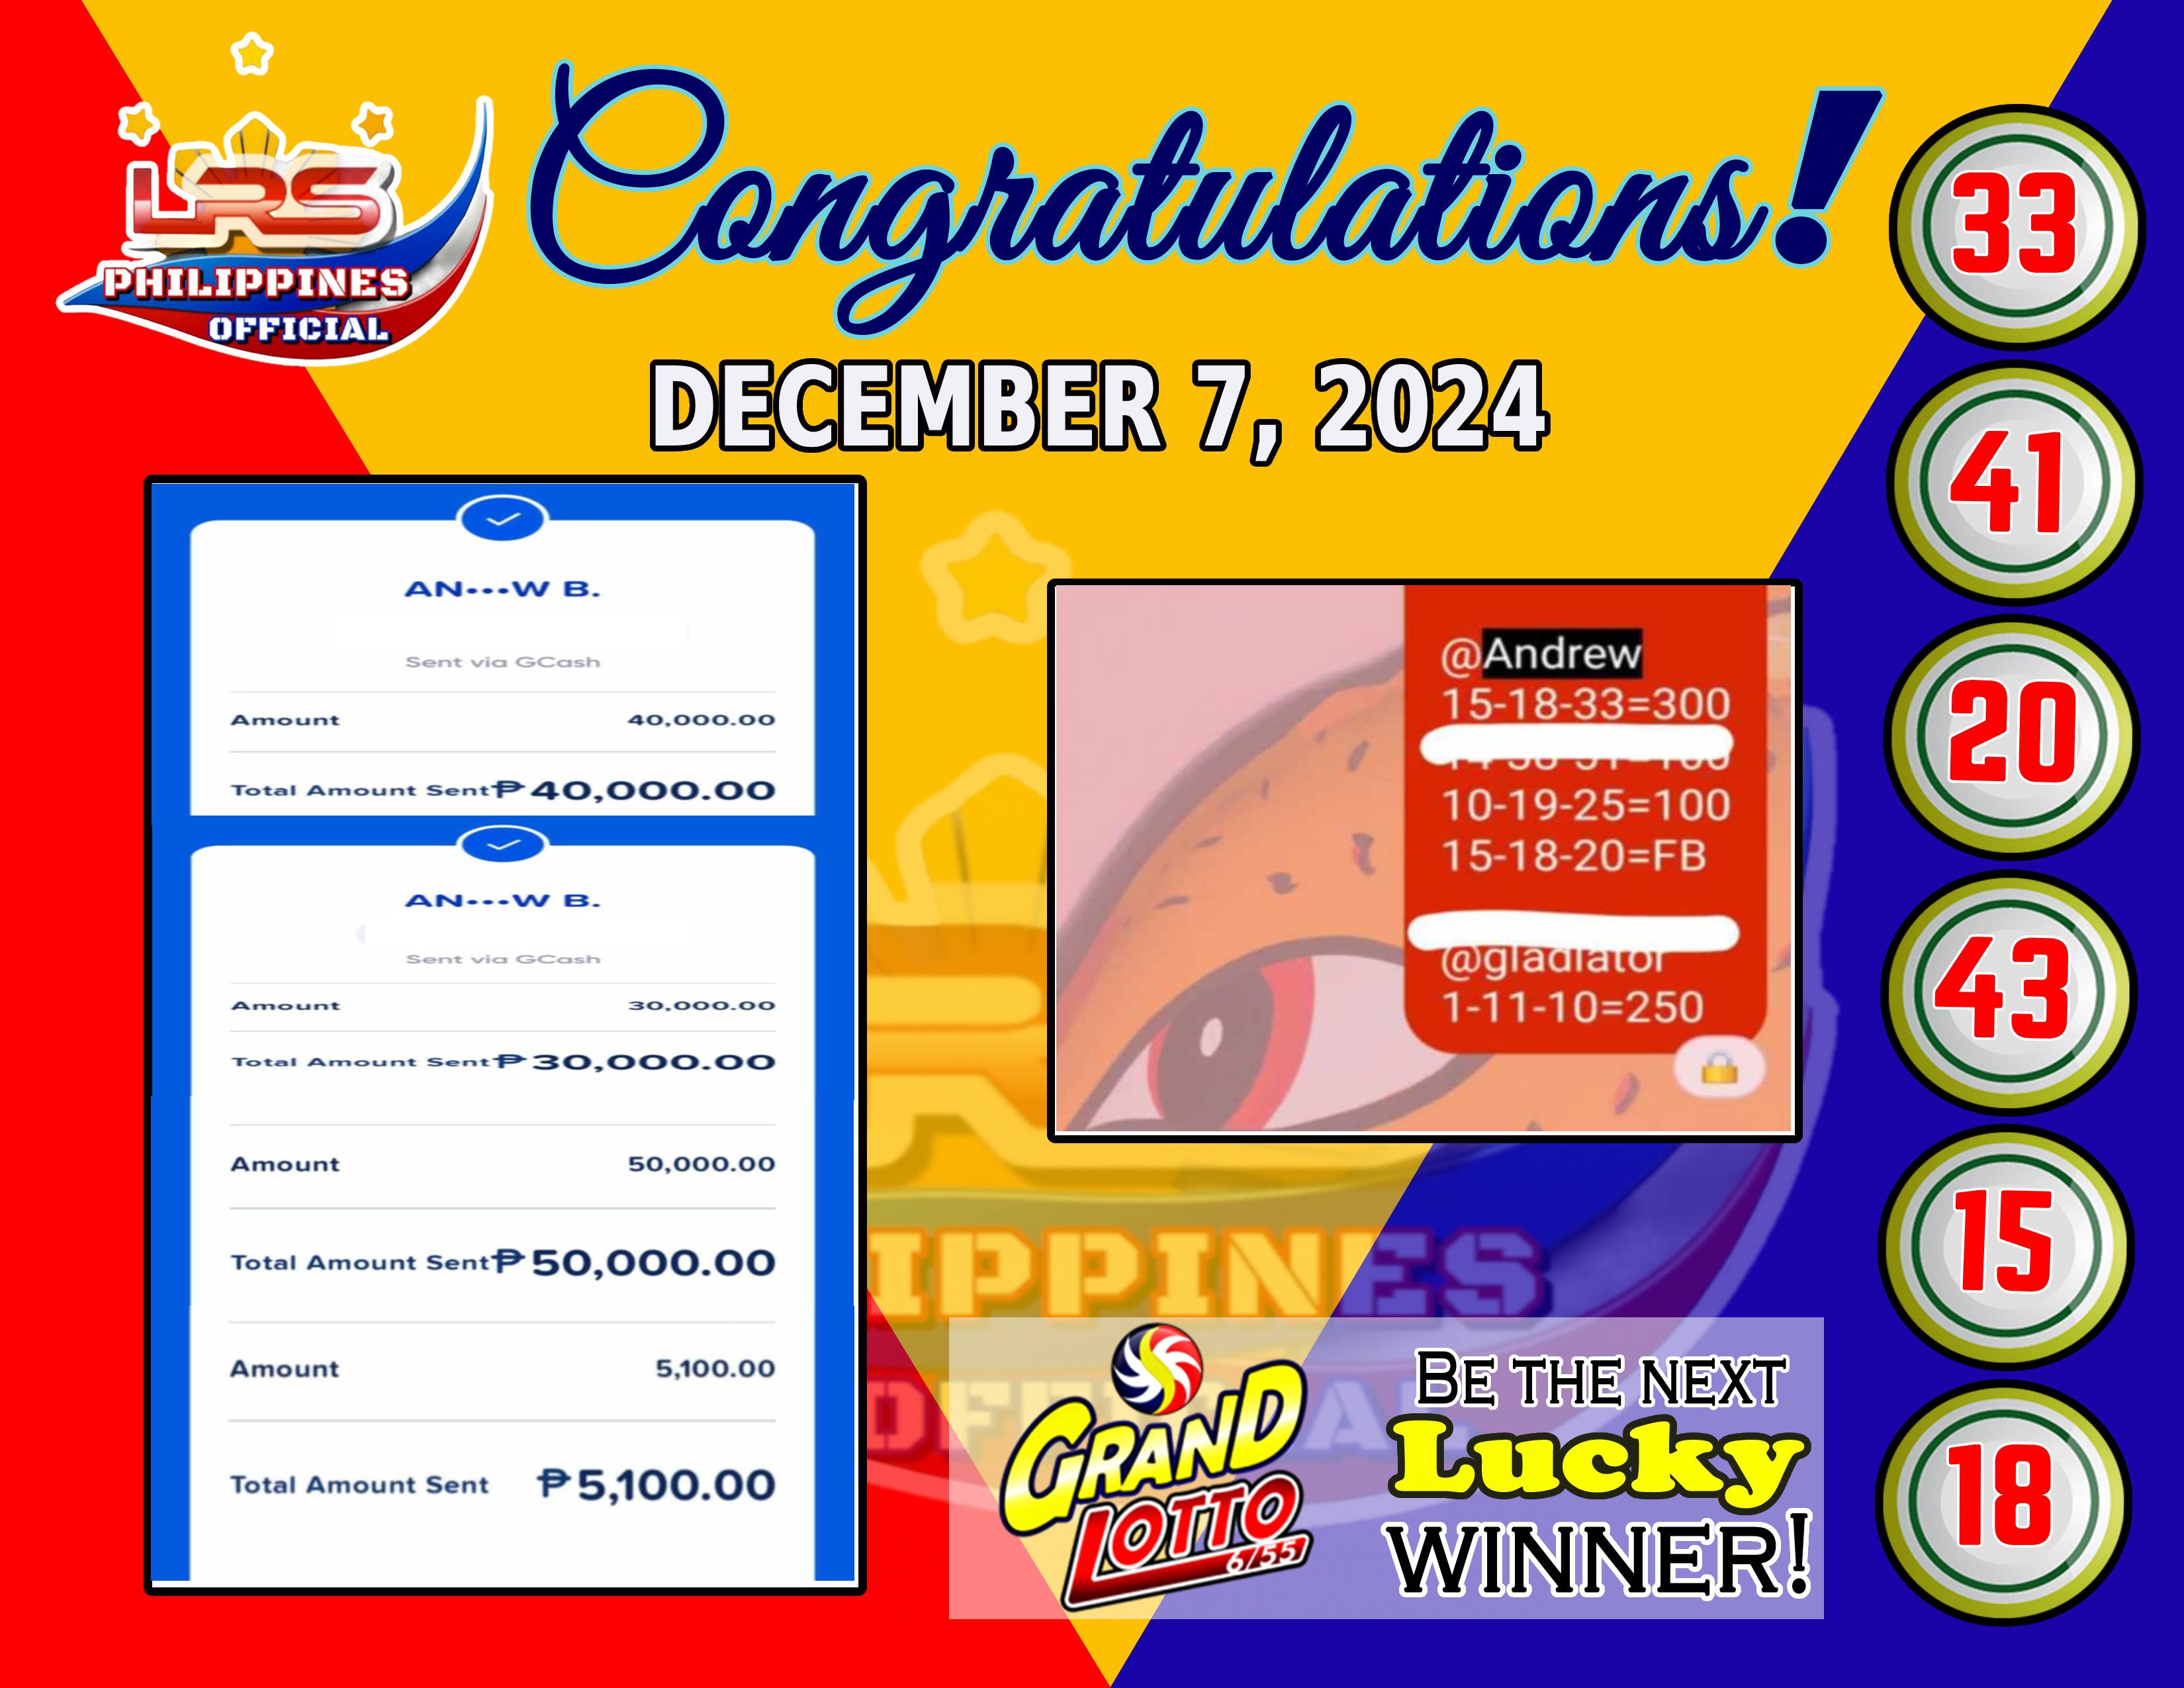 LRS
PHILIPPINES
OFFICIAL
Congratulations!
DECEMBER 7, 2024
AN•••W B.
Sent via GCash
Amount 40,000.00
Total Amount Sent ₱40,000.00
AN•••W B.
Sent via GCash
Amount 30,000.00
Total Amount Sent ₱30,000.00
Amount 50,000.00
Total Amount Sent ₱50,000.00
Amount 5,100.00
Total Amount Sent ₱5,100.00
@Andrew
15-18-33=300
10-19-25=100
15-18-20=FB
@gladiator
1-11-10=250
GRAND
LOTTO
6/55
BE THE NEXT
Lucky
WINNER!
33
41
20
43
15
18